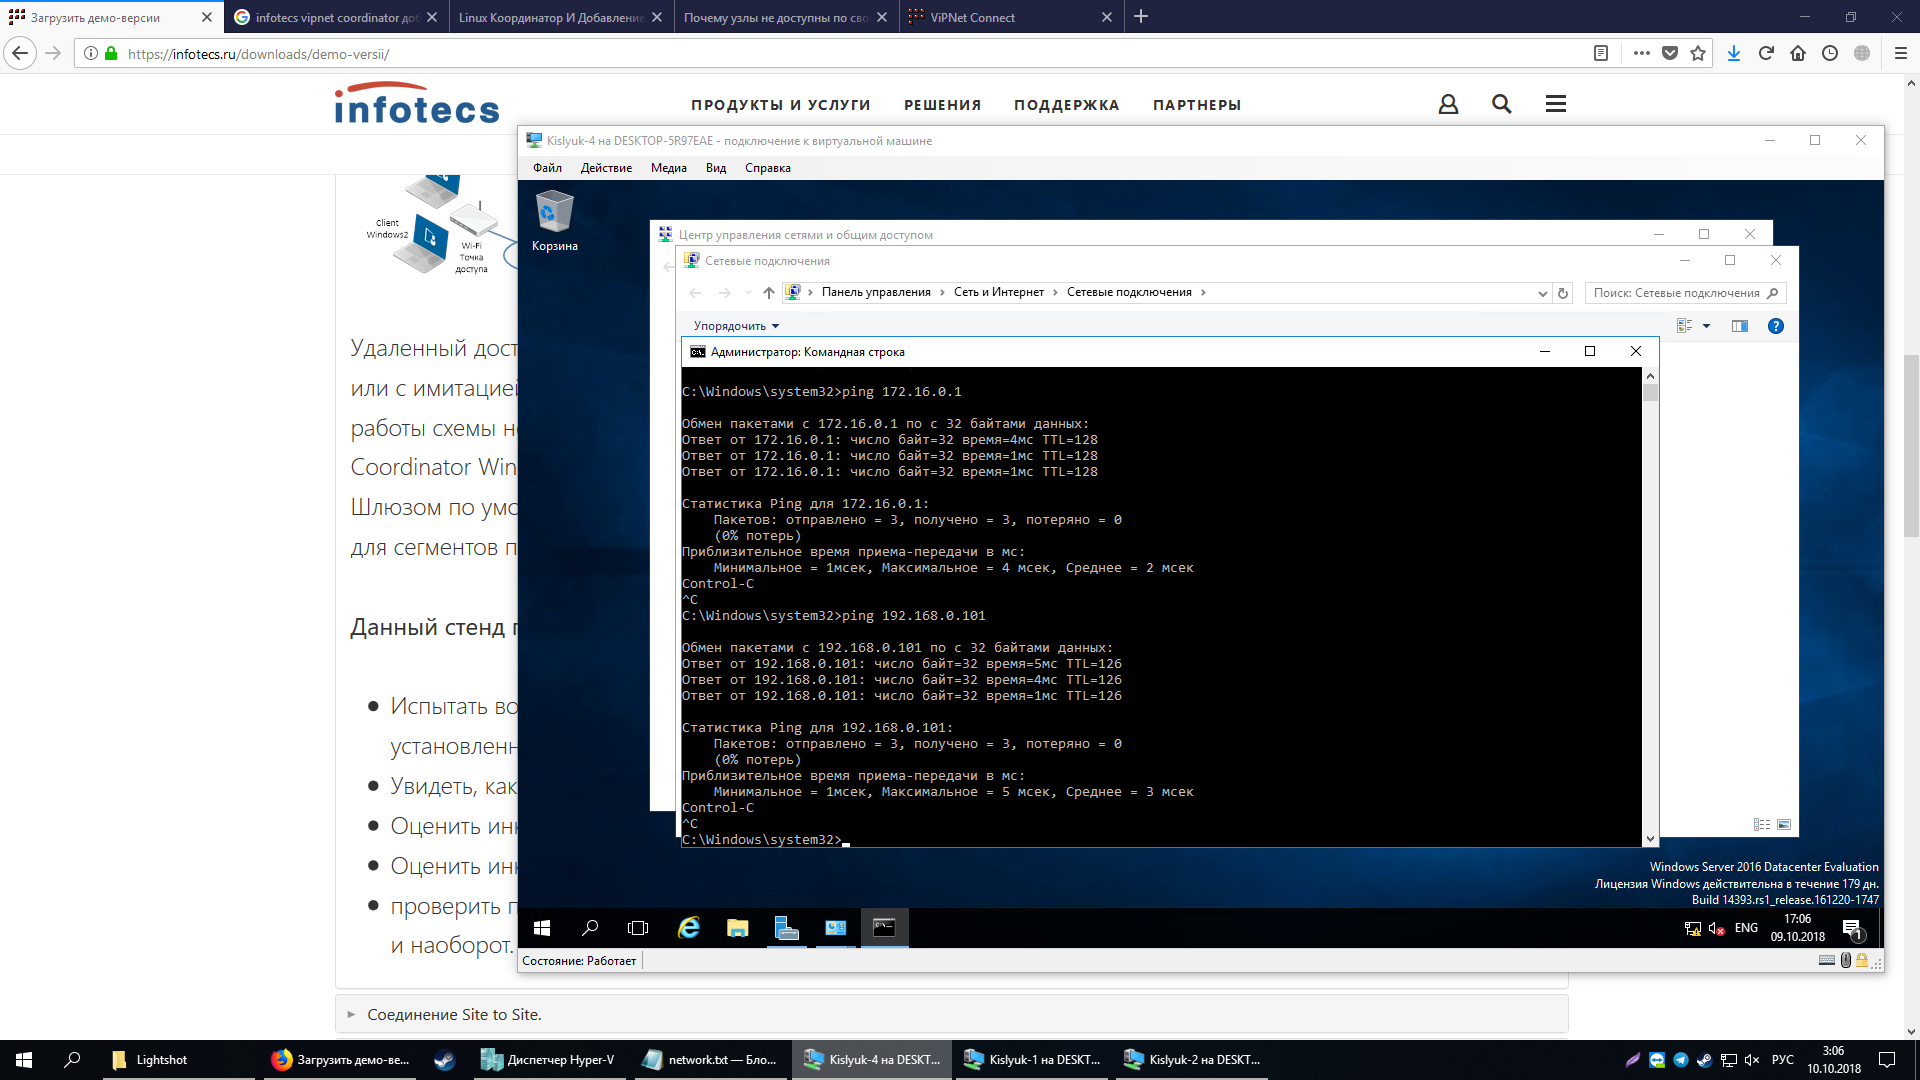 Загрузить демо-версии
infotecs vipnet coordinator доб
Linux Координатор И Добавление
Почему узлы не доступны по сво
ViPNet Connect
https://infotecs.ru/downloads/demo-versii/
infotecs
ПРОДУКТЫ И УСЛУГИ
РЕШЕНИЯ
ПОДДЕРЖКА
ПАРТНЕРЫ
Client
Windows2
Wi-Fi
Точка
доступа
Удаленный дост
или с имитацией
работы схемы н
Coordinator Win
Шлюзом по умо
для сегментов п
Данный стенд п
Испытать во
установленн
Увидеть, как
Оценить инн
Оценить инн
проверить п
и наоборот.
Соединение Site to Site.
Kislyuk-4 на DESKTOP-5R97EAE - подключение к виртуальной машине
Файл Действие Медиа Вид Справка
Корзина
Центр управления сетями и общим доступом
Сетевые подключения
Панель управления › Сеть и Интернет › Сетевые подключения ›
Поиск: Сетевые подключения
Упорядочить
Администратор: Командная строка
C:\Windows\system32>ping 172.16.0.1
Обмен пакетами с 172.16.0.1 по с 32 байтами данных:
Ответ от 172.16.0.1: число байт=32 время=4мс TTL=128
Ответ от 172.16.0.1: число байт=32 время=1мс TTL=128
Ответ от 172.16.0.1: число байт=32 время=1мс TTL=128
Статистика Ping для 172.16.0.1:
Пакетов: отправлено = 3, получено = 3, потеряно = 0
(0% потерь)
Приблизительное время приема-передачи в мс:
Минимальное = 1мсек, Максимальное = 4 мсек, Среднее = 2 мсек
Control-C
^C
C:\Windows\system32>ping 192.168.0.101
Обмен пакетами с 192.168.0.101 по с 32 байтами данных:
Ответ от 192.168.0.101: число байт=32 время=5мс TTL=126
Ответ от 192.168.0.101: число байт=32 время=4мс TTL=126
Ответ от 192.168.0.101: число байт=32 время=1мс TTL=126
Статистика Ping для 192.168.0.101:
Пакетов: отправлено = 3, получено = 3, потеряно = 0
(0% потерь)
Приблизительное время приема-передачи в мс:
Минимальное = 1мсек, Максимальное = 5 мсек, Среднее = 3 мсек
Control-C
^C
C:\Windows\system32>
Windows Server 2016 Datacenter Evaluation
Лицензия Windows действительна в течение 179 дн.
Build 14393.rs1_release.161220-1747
ENG
17:06
09.10.2018
1
Состояние: Работает
Lightshot
Загрузить демо-ве...
Диспетчер Hyper-V
network.txt — Бло...
Kislyuk-4 на DESKT...
Kislyuk-1 на DESKT...
Kislyuk-2 на DESKT...
РУС
3:06
10.10.2018